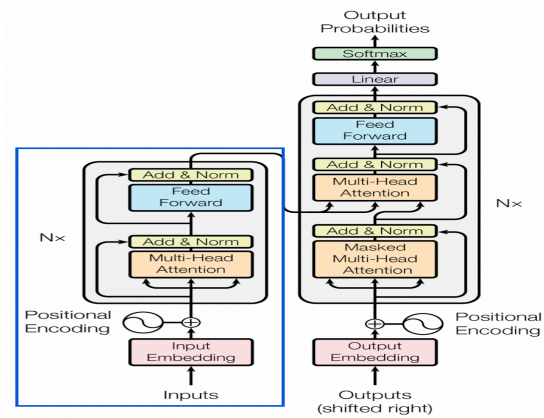 Output
Probabilities
Softmax
Linear
Add & Norm
Feed
Forward
Add & Norm
Multi-Head
Attention
Add & Norm
Masked
Multi-Head
Attention
Nx
Positional
Encoding
Output
Embedding
Outputs
(shifted right)
Add & Norm
Feed
Forward
Nx
Add & Norm
Multi-Head
Attention
Positional
Encoding
Input
Embedding
Inputs